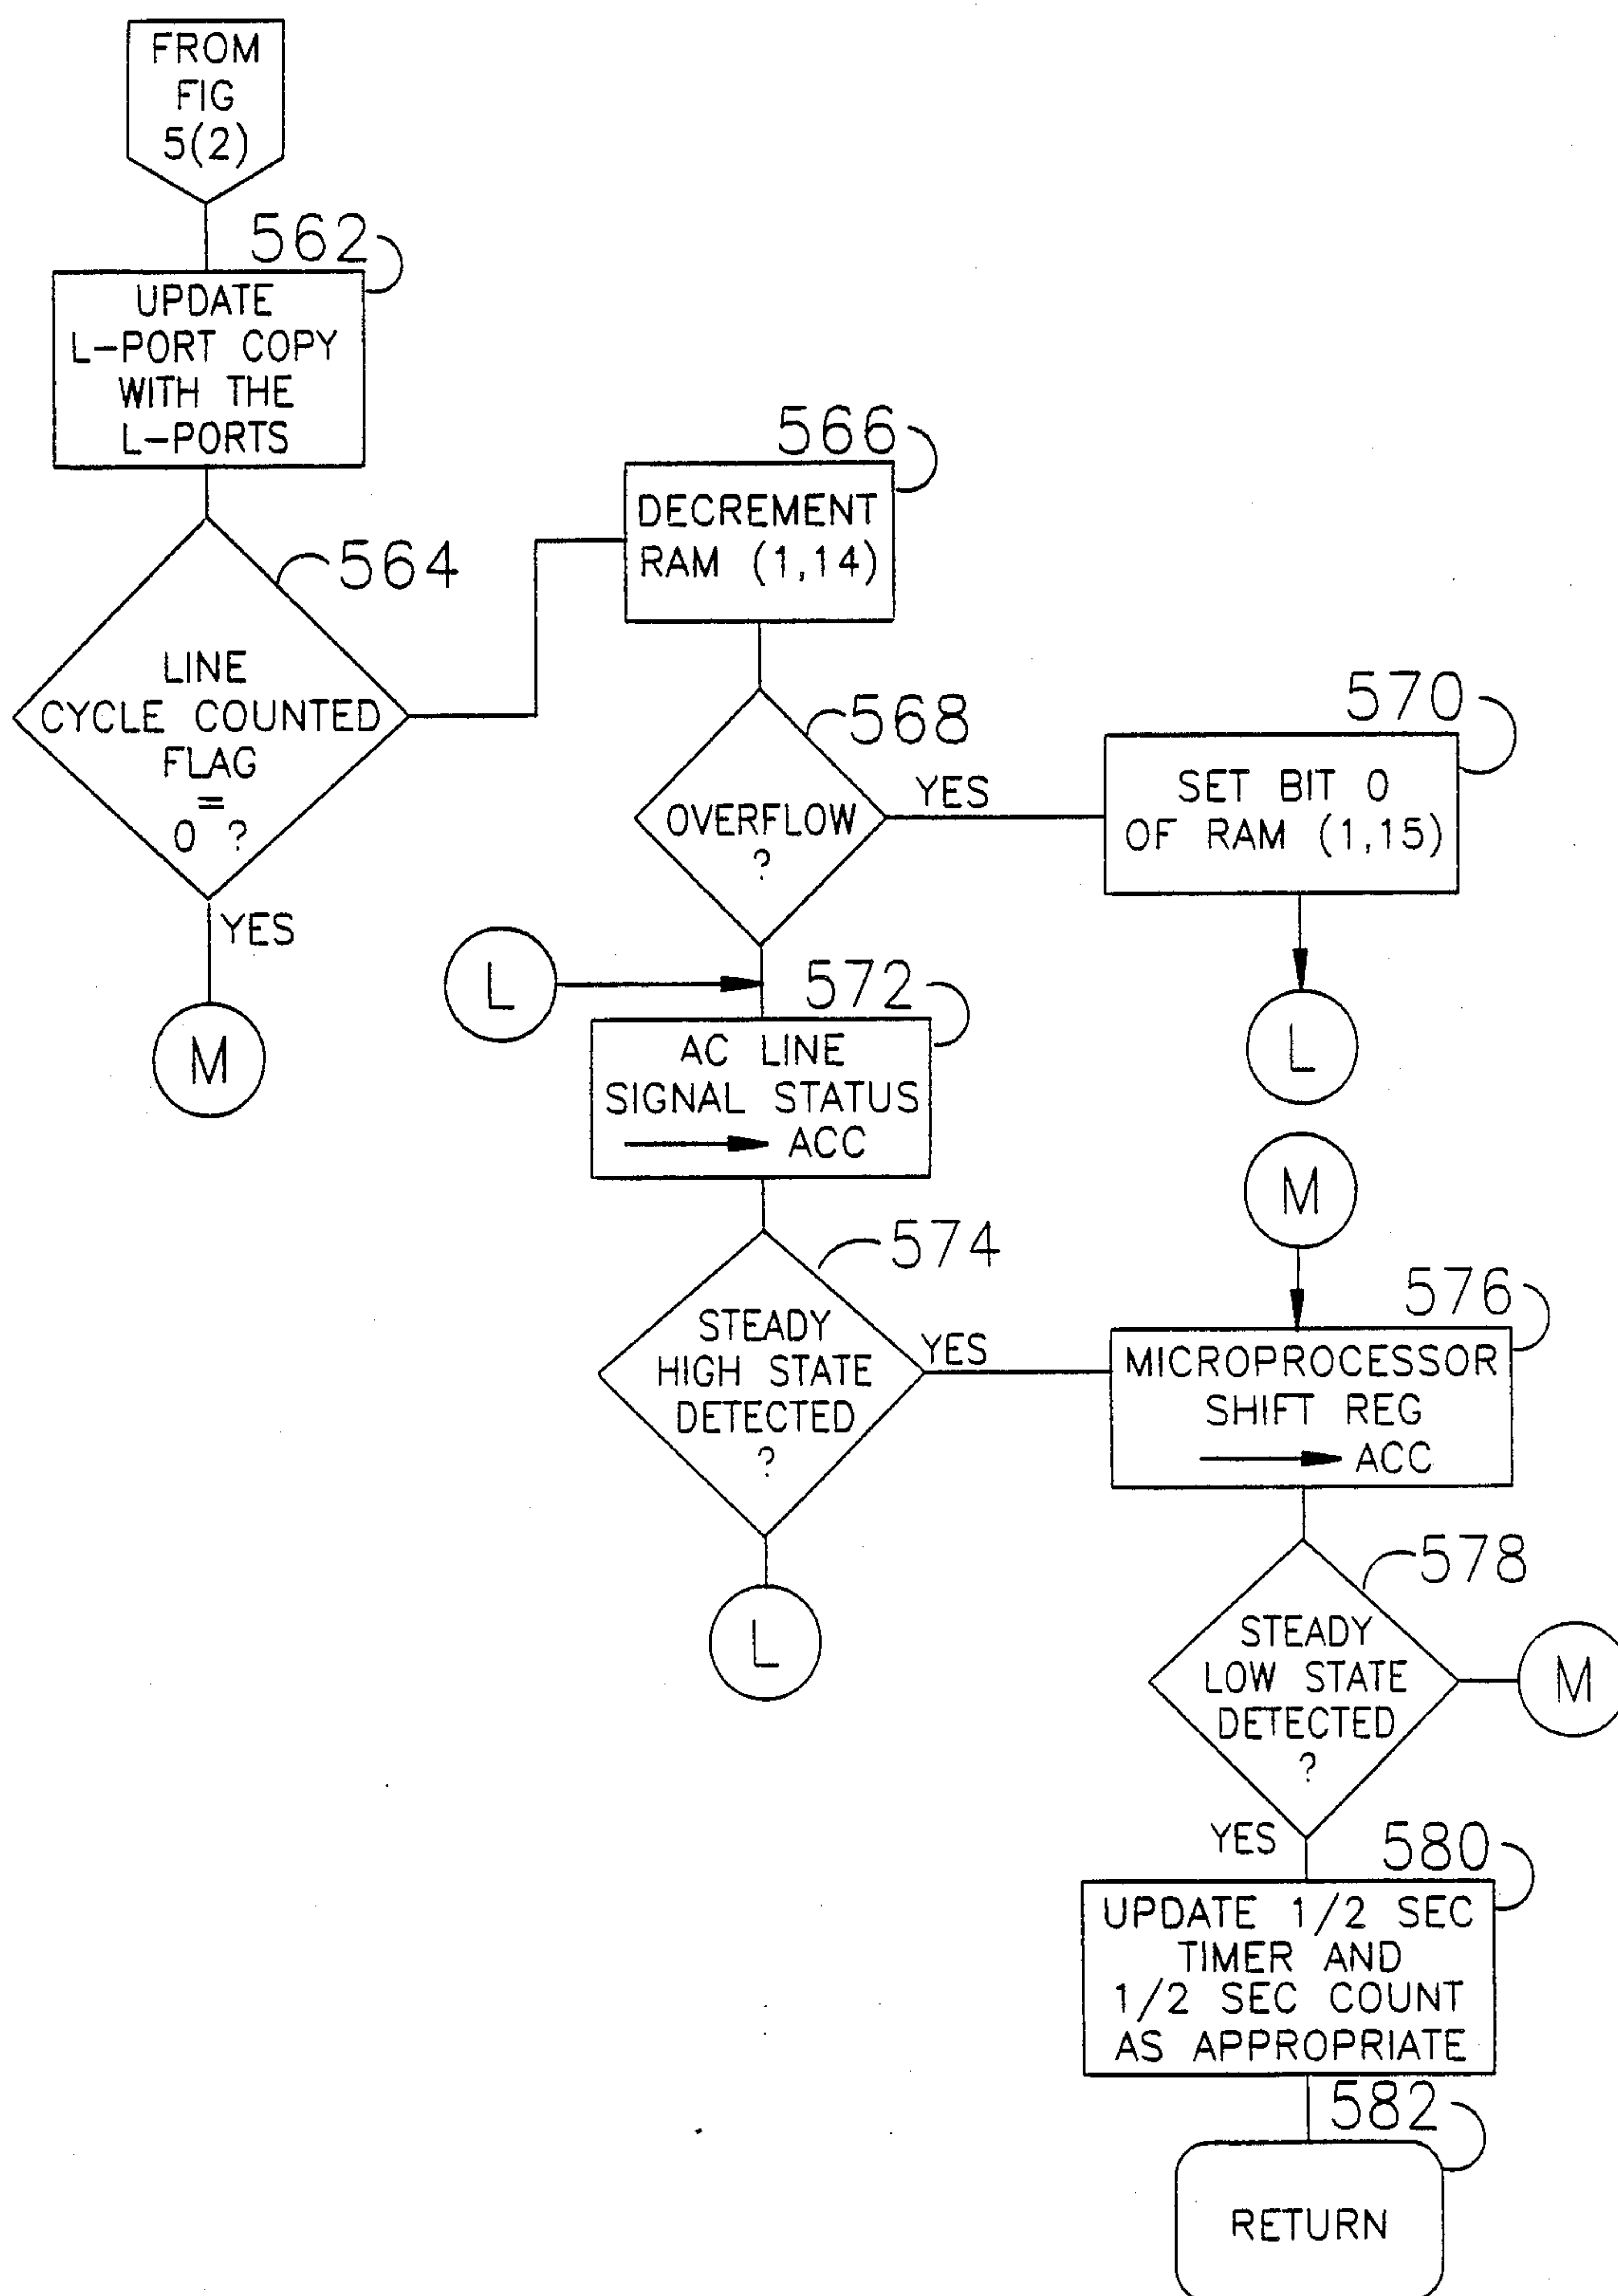 FROM
FIG
5(2)
562
UPDATE
L-PORT COPY
WITH THE
L-PORTS
564
LINE
CYCLE COUNTED
FLAG
=
0 ?
YES
M
566
DECREMENT
RAM (1,14)
568
OVERFLOW
?
YES
570
SET BIT 0
OF RAM (1,15)
L
L
572
AC LINE
SIGNAL STATUS
ACC
574
STEADY
HIGH STATE
DETECTED
?
YES
L
M
576
MICROPROCESSOR
SHIFT REG
ACC
578
STEADY
LOW STATE
DETECTED
?
M
YES
580
UPDATE 1/2 SEC
TIMER AND
1/2 SEC COUNT
AS APPROPRIATE
582
RETURN